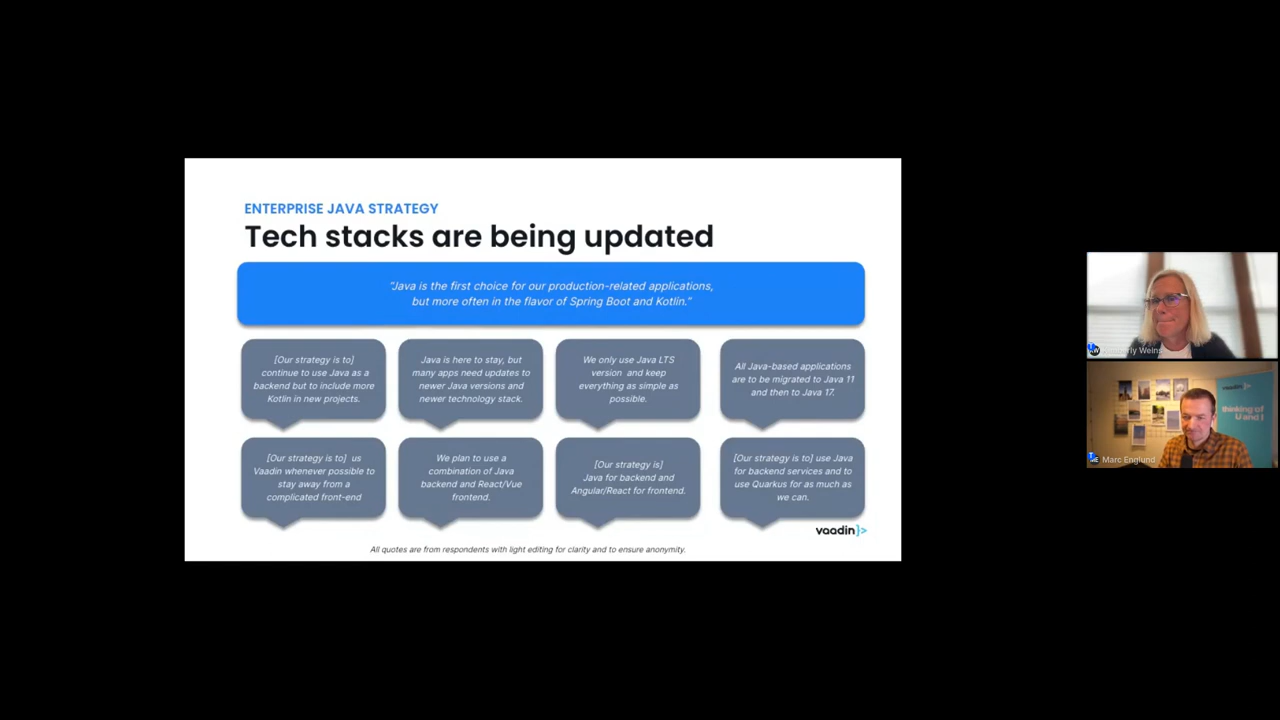 ENTERPRISE JAVA STRATEGY
Tech stacks are being updated
"Java is the first choice for our production-related applications,
but more often in the flavor of Spring Boot and Kotlin."
[Our strategy is to]
continue to use Java as a
backend but to include more
Kotlin in new projects.
Java is here to stay, but
many apps need updates to
newer Java versions and
newer technology stack.
We only use Java LTS
version and keep
everything as simple as
possible.
All Java-based applications
are to be migrated to Java 11
and then to Java 17.
[Our strategy is to] us
Vaadin whenever possible to
stay away from a
complicated front-end
We plan to use a
combination of Java
backend and React/Vue
frontend.
[Our strategy is]
Java for backend and
Angular/React for frontend.
[Our strategy is to] use Java
for backend services and to
use Quarkus for as much as
we can.
vaadin}>
All quotes are from respondents with light editing for clarity and to ensure anonymity.
Weins
vaadin}>
thinking of
U and I
Marc Englund